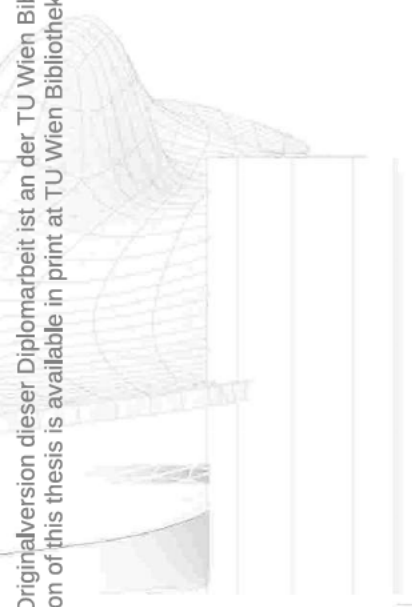 Originalversion dieser Diplomarbeit ist an der TU Wien
on of this thesis is available in print at TU Wien Bibliothek